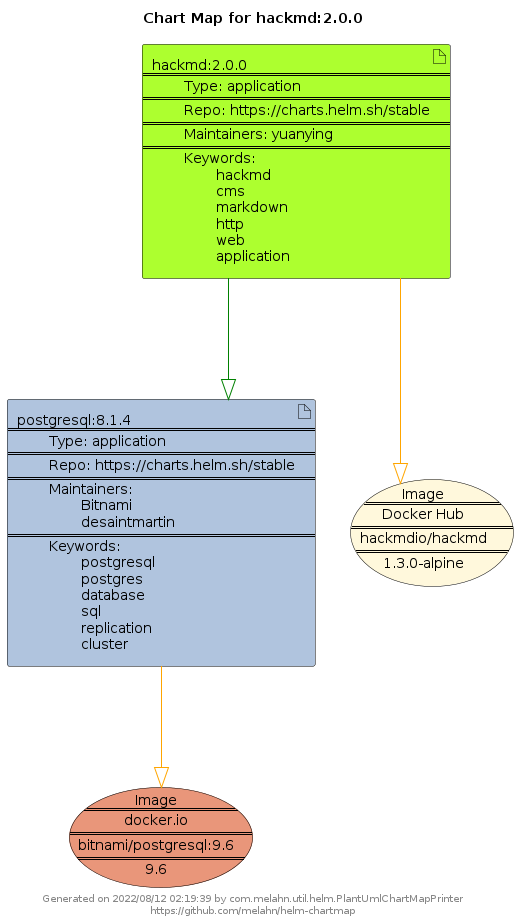 Chart Map for hackmd:2.0.0
hackmd:2.0.0
Type: application
Repo: https://charts.helm.sh/stable
Maintainers: yuanying
Keywords:
hackmd
cms
markdown
http
web
application
postgresql:8.1.4
Type: application
Repo: https://charts.helm.sh/stable
Maintainers:
Bitnami
desaintmartin
Keywords:
postgresql
postgres
database
sql
replication
cluster
Image
Docker Hub
hackmdio/hackmd
1.3.0-alpine
Image
docker.io
bitnami/postgresql:9.6
9.6
Generated on 2022/08/12 02:19:39 by com.melahn.util.helm.PlantUmlChartMapPrinter
https://github.com/melahn/helm-chartmap